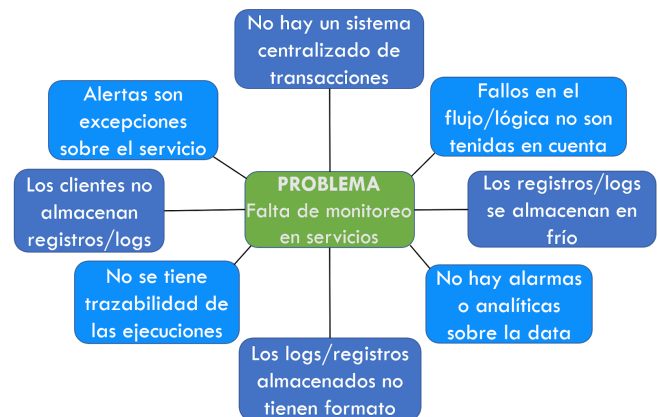 No hay un sistema
centralizado de
transacciones
Alertas son
excepciones
sobre el servicio
Fallos en el
flujo/lógica no son
tenidas en cuenta
Los clientes no
almacenan
registros/logs
PROBLEMA
Falta de monitoreo
en servicios
Los registros/logs
se almacenan en
frío
No se tiene
trazabilidad de
las ejecuciones
No hay alarmas
o analíticas
sobre la data
Los logs/registros
almacenados no
tienen formato